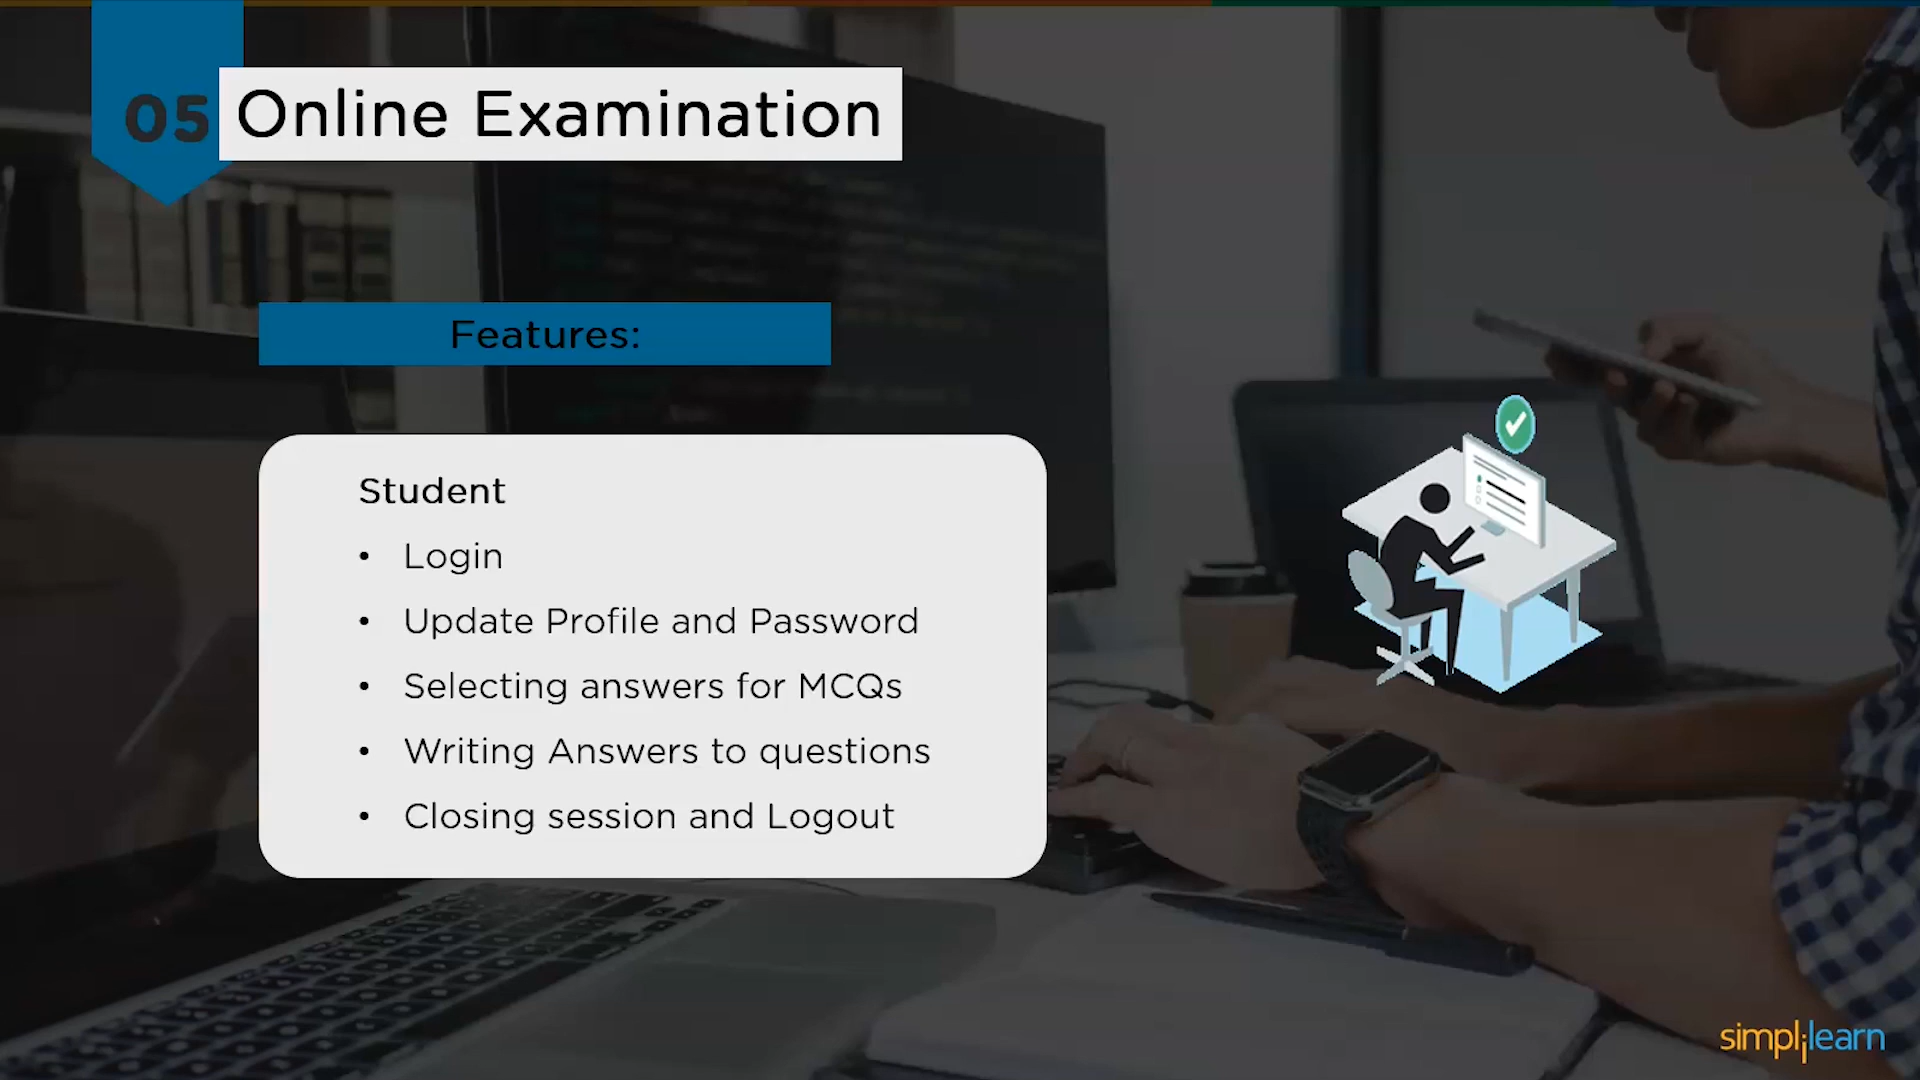 05 Online Examination
Features:
Student
• Login
• Update Profile and Password
• Selecting answers for MCQs
• Writing Answers to questions
• Closing session and Logout
simplilearn